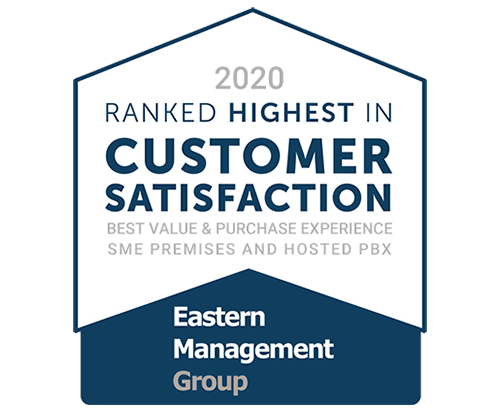 2020
RANKED HIGHEST IN
CUSTOMER
SATISFACTION
BEST VALUE & PURCHASE EXPERIENCE
SME PREMISES AND HOSTED PBX
Eastern
Management
Group